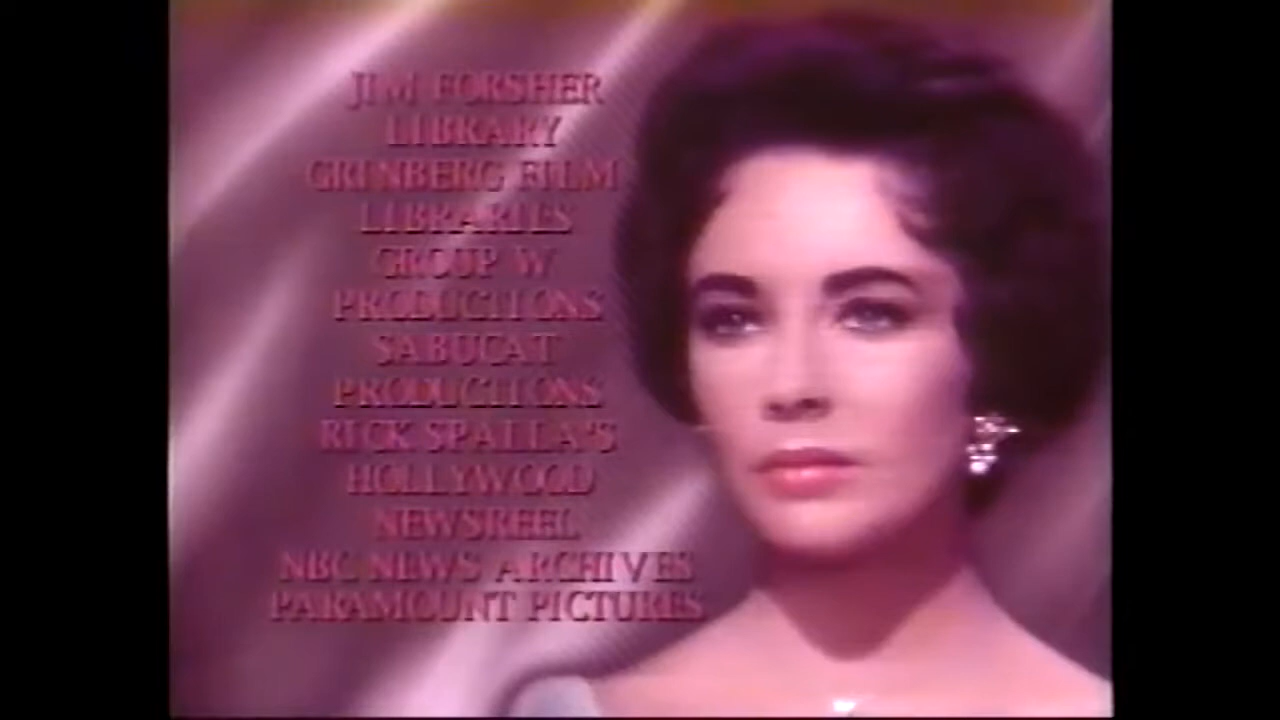 JIM FORSHER
LIBRARY
GRINBERG FILM
LIBRARIES
GROUP W
PRODUCTIONS
SABUCAT
PRODUCTIONS
RICK SPALLA'S
HOLLYWOOD
NEWSREEL
NBC NEWS ARCHIVES
PARAMOUNT PICTURES